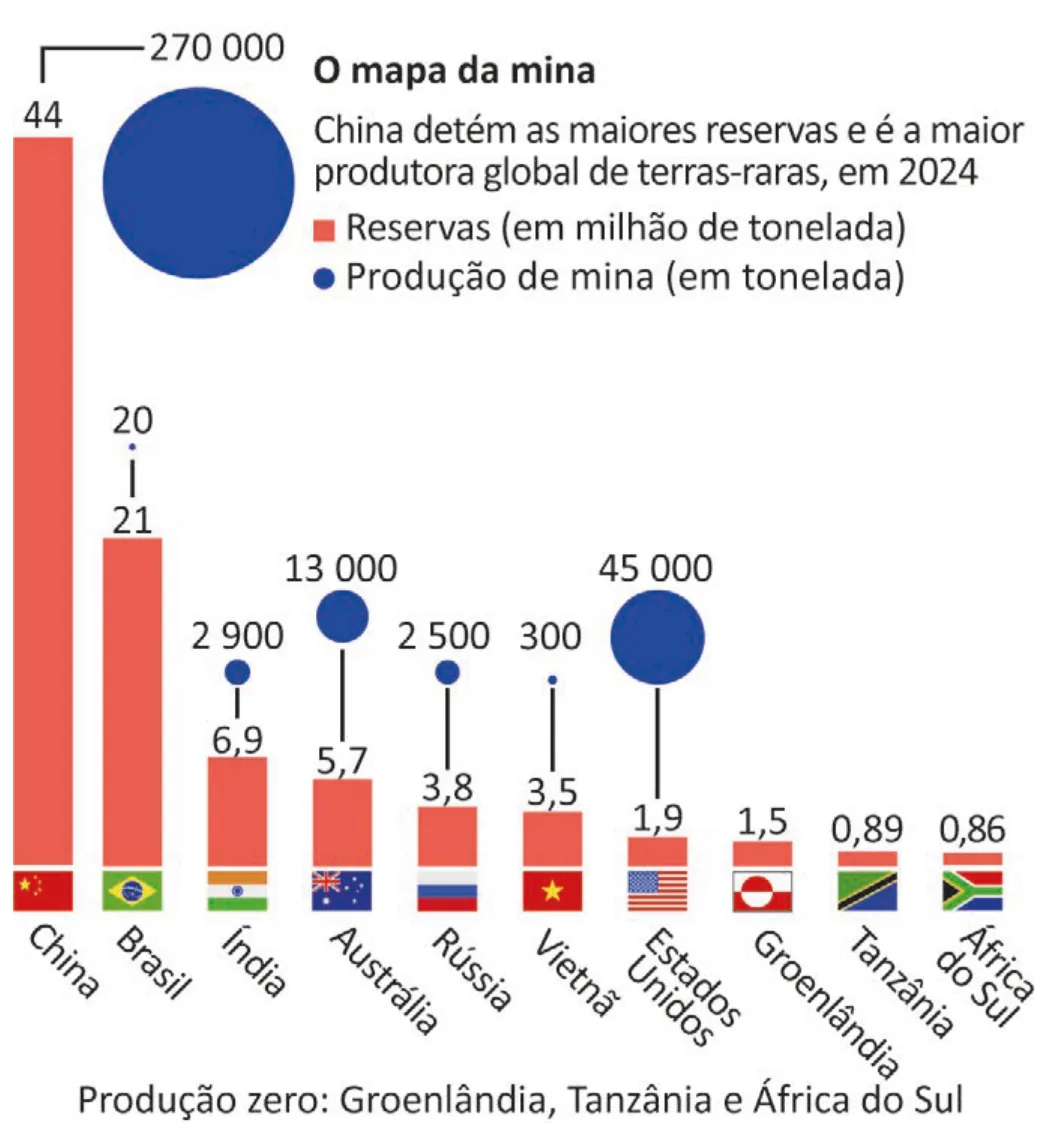 270 000
O mapa da mina
China detém as maiores reservas e é a maior
produtora global de terras-raras, em 2024
Reservas (em milhão de tonelada)
Produção de mina (em tonelada)
44
20
21
13 000
45 000
2 900
2 500
300
6,9
5,7
3,8
3,5
1,9
1,5
0,89
0,86
China
Brasil
Índia
Austrália
Rússia
Vietnã
Estados
Unidos
Groenlândia
Tanzânia
África
do Sul
Produção zero: Groenlândia, Tanzânia e África do Sul